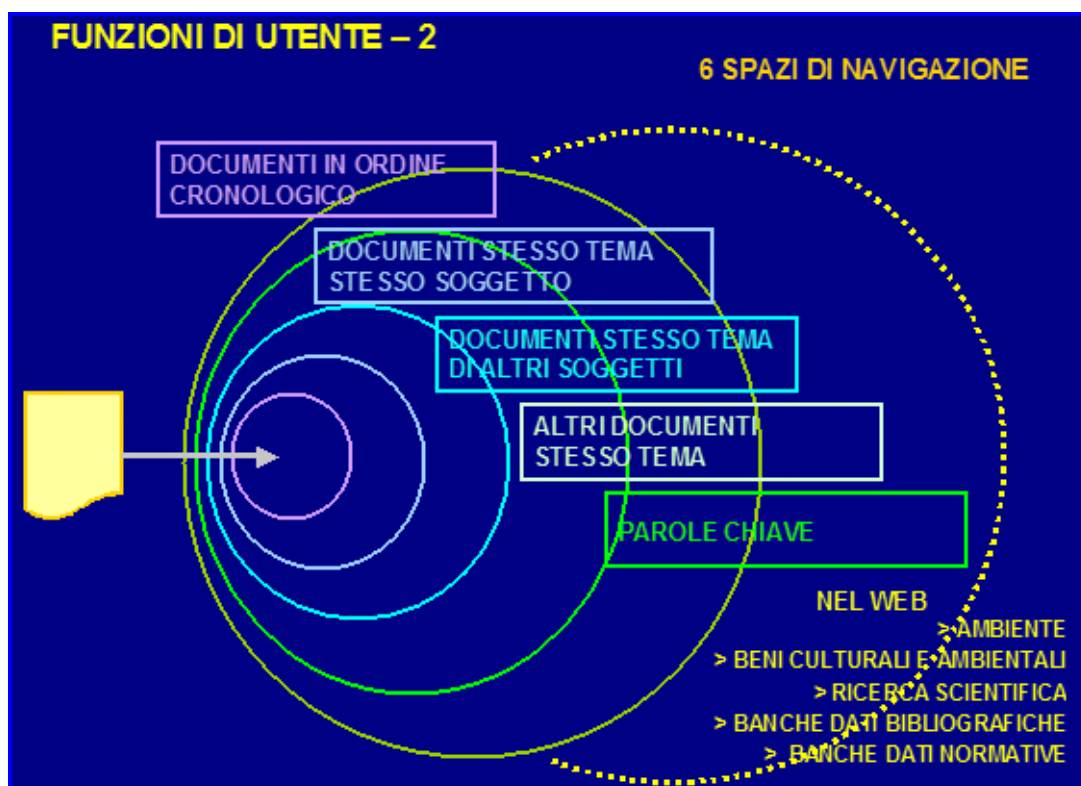 FUNZIONI DI UTENTE – 2
6 SPAZI DI NAVIGAZIONE
DOCUMENTI IN ORDINE
CRONOLOGICO
DOCUMENTI STESSO TEMA
STESSO SOGGETTO
DOCUMENTI STESSO TEMA
DI ALTRI SOGGETTI
ALTRI DOCUMENTI
STESSO TEMA
PAROLE CHIAVE
NEL WEB
> AMBIENTE
> BENI CULTURALI E AMBIENTALI
> RICERCA SCIENTIFICA
> BANCHE DATI BIBLIOGRAFICHE
> BANCHE DATI NORMATIVE